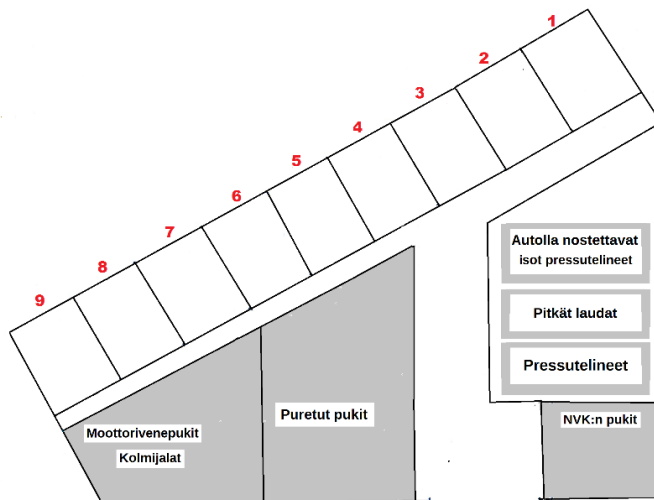 1
2
3
4
5
6
7
8
9
Autolla nostettavat
isot pressutelineet
Pitkät laudat
Pressutelineet
NVK:n pukit
Puretut pukit
Moottorivenepukit
Kolmijalat